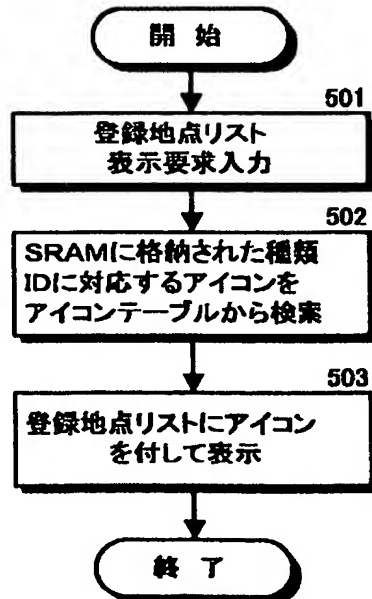 開 始
501
登録地点リスト
表示要求入力
502
SRAMに格納された種類
IDに対応するアイコンを
アイコンテーブルから検索
503
登録地点リストにアイコン
を付して表示
終 了